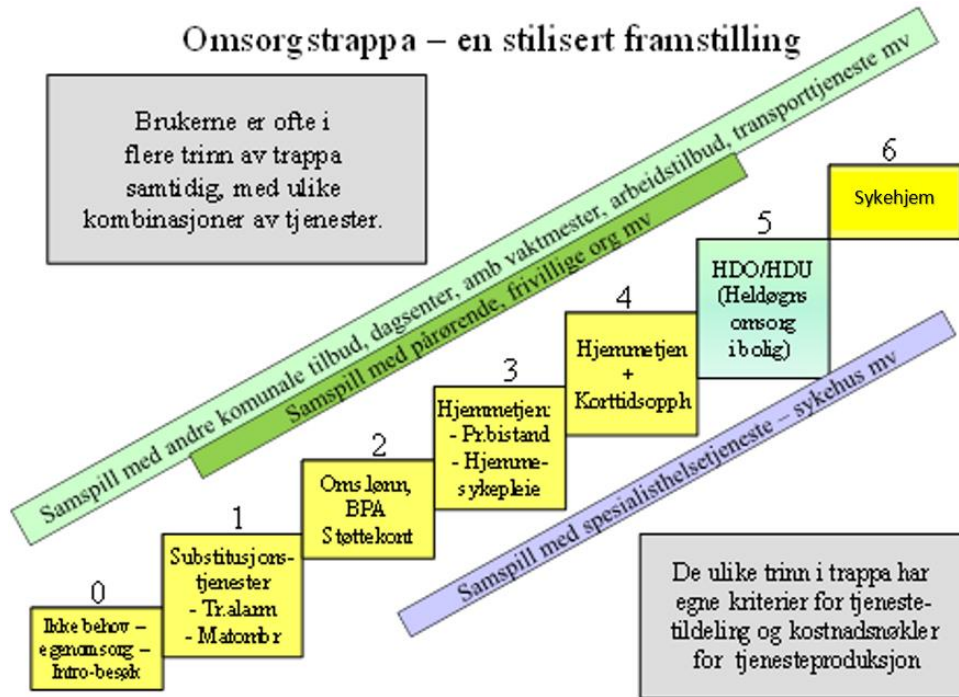 Omsorgstrappa – en stilisert framstilling
Brukerne er ofte i
flere trinn av trappa
samtidig, med ulike
kombinasjoner av tjenester.
Samspill med andre komunale tilbud, dagsenter, amb vaktmester, arbeidstilbud, transporttjeneste mv
Samspill med pårørende, frivillige org mv
6
Sykehjem
5
HDO/HDU
(Heldøgns
omsorg
i bolig)
4
Hjemmetjen
+
Korttidsopph
3
Hjemmetjen:
- Pr.bistand
- Hjemme-
sykepleie
2
Oms lønn,
BPA
Støttekont
1
Substitusjons-
tjenester
- Tr.alarm
- Matombr
0
Ikke behov –
egenomsorg –
Intro-besøk
Samspill med spesialisthelsetjeneste – sykehus mv
De ulike trinn i trappa har
egne kriterier for tjeneste-
tildeling og kostnadsnøkler
for tjenesteproduksjon